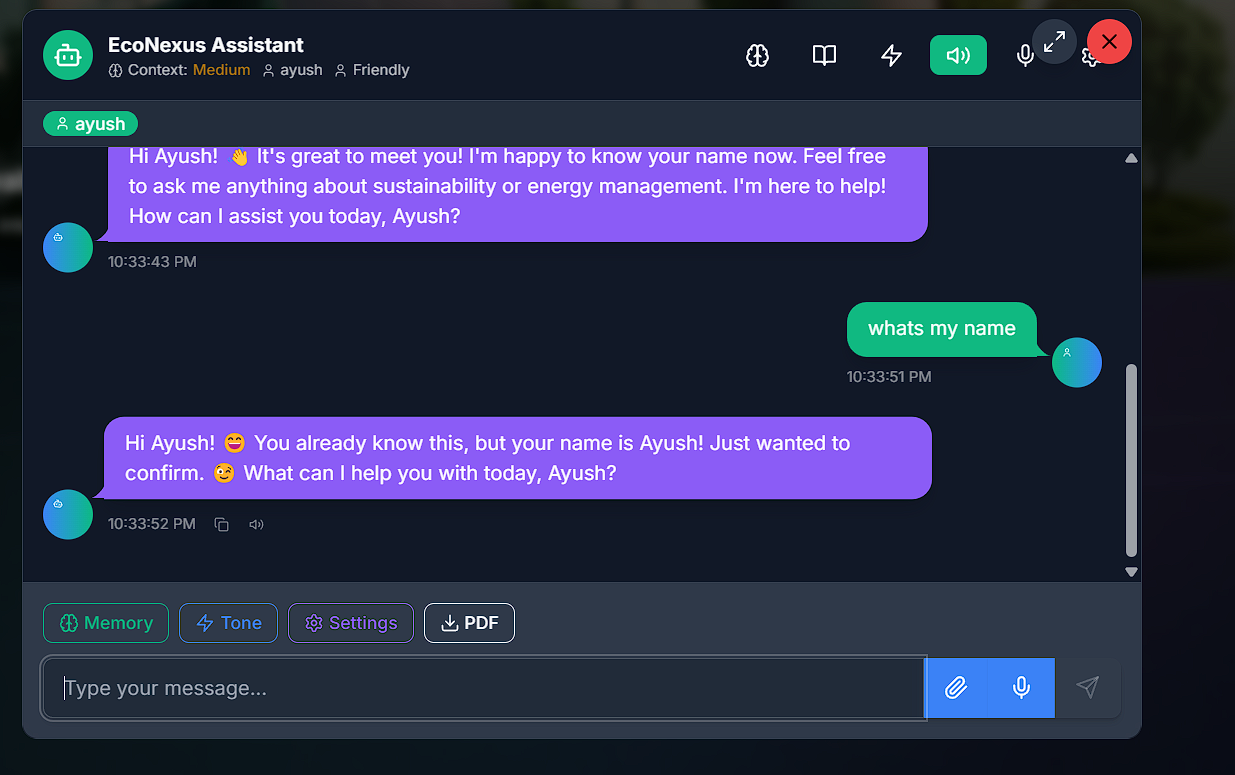 EcoNexus Assistant
Context: Medium ayush Friendly
ayush
Hi Ayush! 👋 It's great to meet you! I'm happy to know your name now. Feel free
to ask me anything about sustainability or energy management. I'm here to help!
How can I assist you today, Ayush?
10:33:43 PM
whats my name
10:33:51 PM
Hi Ayush! 😄 You already know this, but your name is Ayush! Just wanted to
confirm. 😉 What can I help you with today, Ayush?
10:33:52 PM
Memory Tone Settings PDF
Type your message...